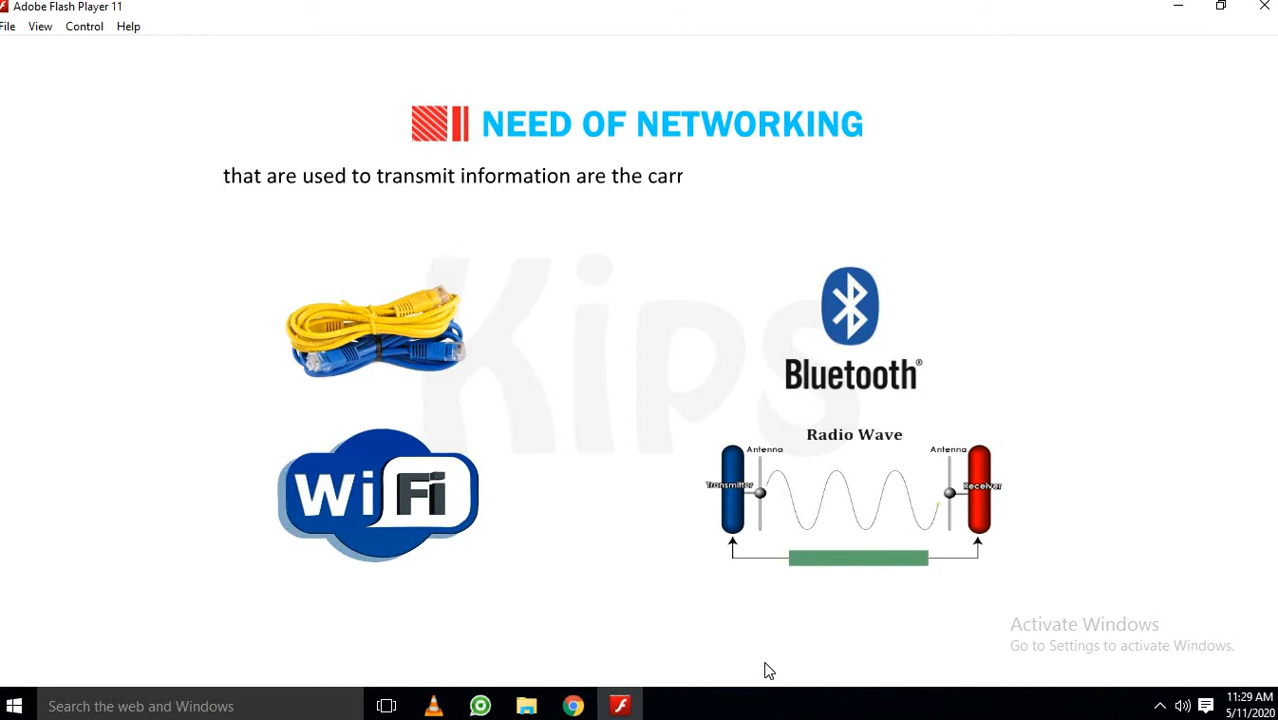 Adobe Flash Player 11
File View Control Help
NEED OF NETWORKING
that are used to transmit information are the carr
Kips
Bluetooth®
WiFi
Radio Wave
Antenna Antenna
Transmitter Receiver
Activate Windows
Go to Settings to activate Windows.
Search the web and Windows
11:29 AM
5/11/2020